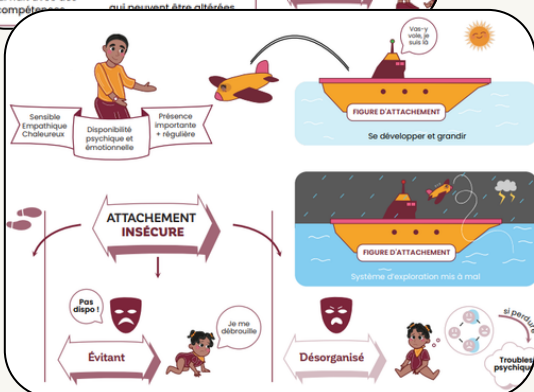 compétences
qui peuvent être altérées
Vas-y
vole, je
suis là
FIGURE D'ATTACHEMENT
Se développer et grandir
Sensible
Empathique
Chaleureux
Disponibilité
psychique et
émotionnelle
Présence
importante
+ régulière
ATTACHEMENT
INSÉCURE
FIGURE D'ATTACHEMENT
Système d'exploration mis à mal
Pas
dispo !
Je me
débrouille
Évitant
Désorganisé
si perdure
Troubles